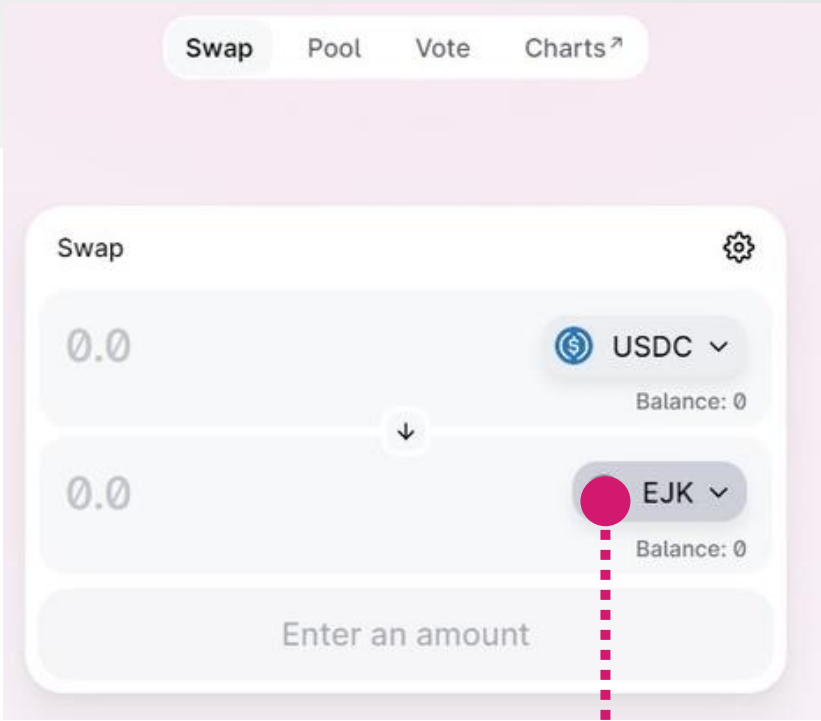 Swap Pool Vote Charts↗
Swap
0.0 USDC
Balance: 0
0.0 EJK
Balance: 0
Enter an amount